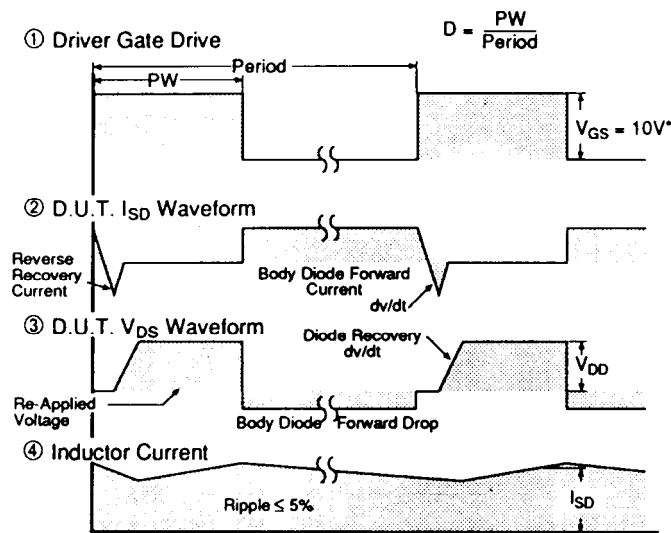 ① Driver Gate Drive
D = PW
Period
Period
PW
V_GS = 10V*
② D.U.T. I_SD Waveform
Reverse
Recovery
Current
Body Diode Forward
Current
dv/dt
③ D.U.T. V_DS Waveform
Diode Recovery
dv/dt
V_DD
Re-Applied
Voltage
Body Diode Forward Drop
④ Inductor Current
Ripple ≤ 5%
I_SD